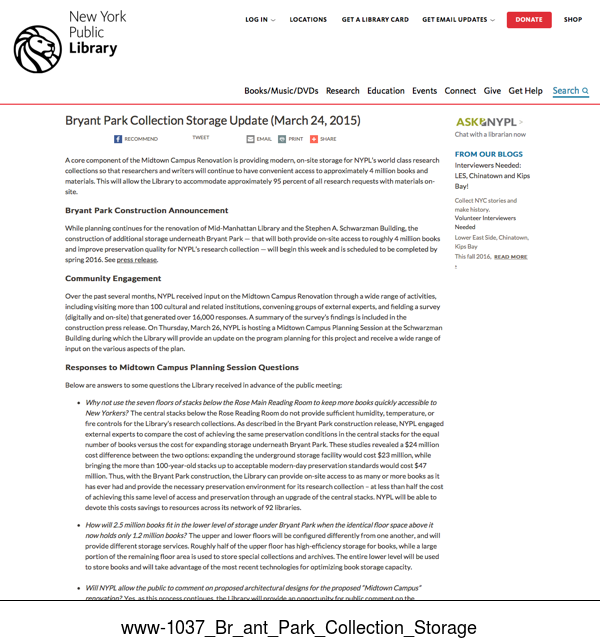 New York
Public
Library
LOG IN
LOCATIONS
GET A LIBRARY CARD
GET EMAIL UPDATES
DONATE
SHOP
Books/Music/DVDs Research Education Events Connect Give Get Help Search
Bryant Park Collection Storage Update (March 24, 2015)
RECOMMEND TWEET EMAIL PRINT SHARE
A core component of the Midtown Campus Renovation is providing modern, on-site storage for NYPL's world class research
collections so that researchers and writers will continue to have convenient access to approximately 4 million books and
materials. This will allow the Library to accommodate approximately 95 percent of all research requests with materials on-
site.
Bryant Park Construction Announcement
While planning continues for the renovation of Mid-Manhattan Library and the Stephen A. Schwarzman Building, the
construction of additional storage underneath Bryant Park — that will both provide on-site access to roughly 4 million books
and improve preservation quality for NYPL's research collection — will begin this week and is scheduled to be completed by
spring 2016. See press release.
Community Engagement
Over the past several months, NYPL received input on the Midtown Campus Renovation through a wide range of activities,
including visiting more than 100 cultural and related institutions, convening groups of external experts, and fielding a survey
(digitally and on-site) that generated over 16,000 responses. A summary of the survey's findings is included in the
construction press release. On Thursday, March 26, NYPL is hosting a Midtown Campus Planning Session at the Schwarzman
Building during which the Library will provide an update on the program planning for this project and receive a wide range of
input on the various aspects of the plan.
Responses to Midtown Campus Planning Session Questions
Below are answers to some questions the Library received in advance of the public meeting:
• Why not use the seven floors of stacks below the Rose Main Reading Room to keep more books quickly accessible to
New Yorkers? The central stacks below the Rose Reading Room do not provide sufficient humidity, temperature, or
fire controls for the Library's research collections. As described in the Bryant Park construction release, NYPL engaged
external experts to compare the cost of achieving the same preservation conditions in the central stacks for the equal
number of books versus the cost for expanding storage underneath Bryant Park. These studies revealed a $24 million
cost difference between the two options: expanding the underground storage facility would cost $23 million, while
bringing the more than 100-year-old stacks up to acceptable modern-day preservation standards would cost $47
million. Thus, with the Bryant Park construction, the Library can provide on-site access to as many or more books as it
has ever had and provide the necessary preservation environment for its research collection – at less than half the cost
of achieving this same level of access and preservation through an upgrade of the central stacks. NYPL will be able to
devote this costs savings to resources across its network of 92 libraries.
• How will 2.5 million books fit in the lower level of storage under Bryant Park when the identical floor space above it
now holds only 1.2 million books? The upper and lower floors will be configured differently from one another, and will
provide different storage services. Roughly half of the upper floor has high-efficiency storage for books, while a large
portion of the remaining floor area is used to store special collections and archives. The entire lower level will be used
to store books and will take advantage of the most recent technologies for optimizing book storage capacity.
• Will NYPL allow the public to comment on proposed architectural designs for the proposed "Midtown Campus"
renovation? Yes, as this process continues, the Library will provide an opportunity for public comment on the
ASK NYPL >
Chat with a librarian now
FROM OUR BLOGS
Interviewers Needed:
LES, Chinatown and Kips
Bay!
Collect NYC stories and
make history.
Volunteer Interviewers
Needed
Lower East Side, Chinatown,
Kips Bay
This fall 2016, READ MORE
www-1037_Br_ant_Park_Collection_Storage